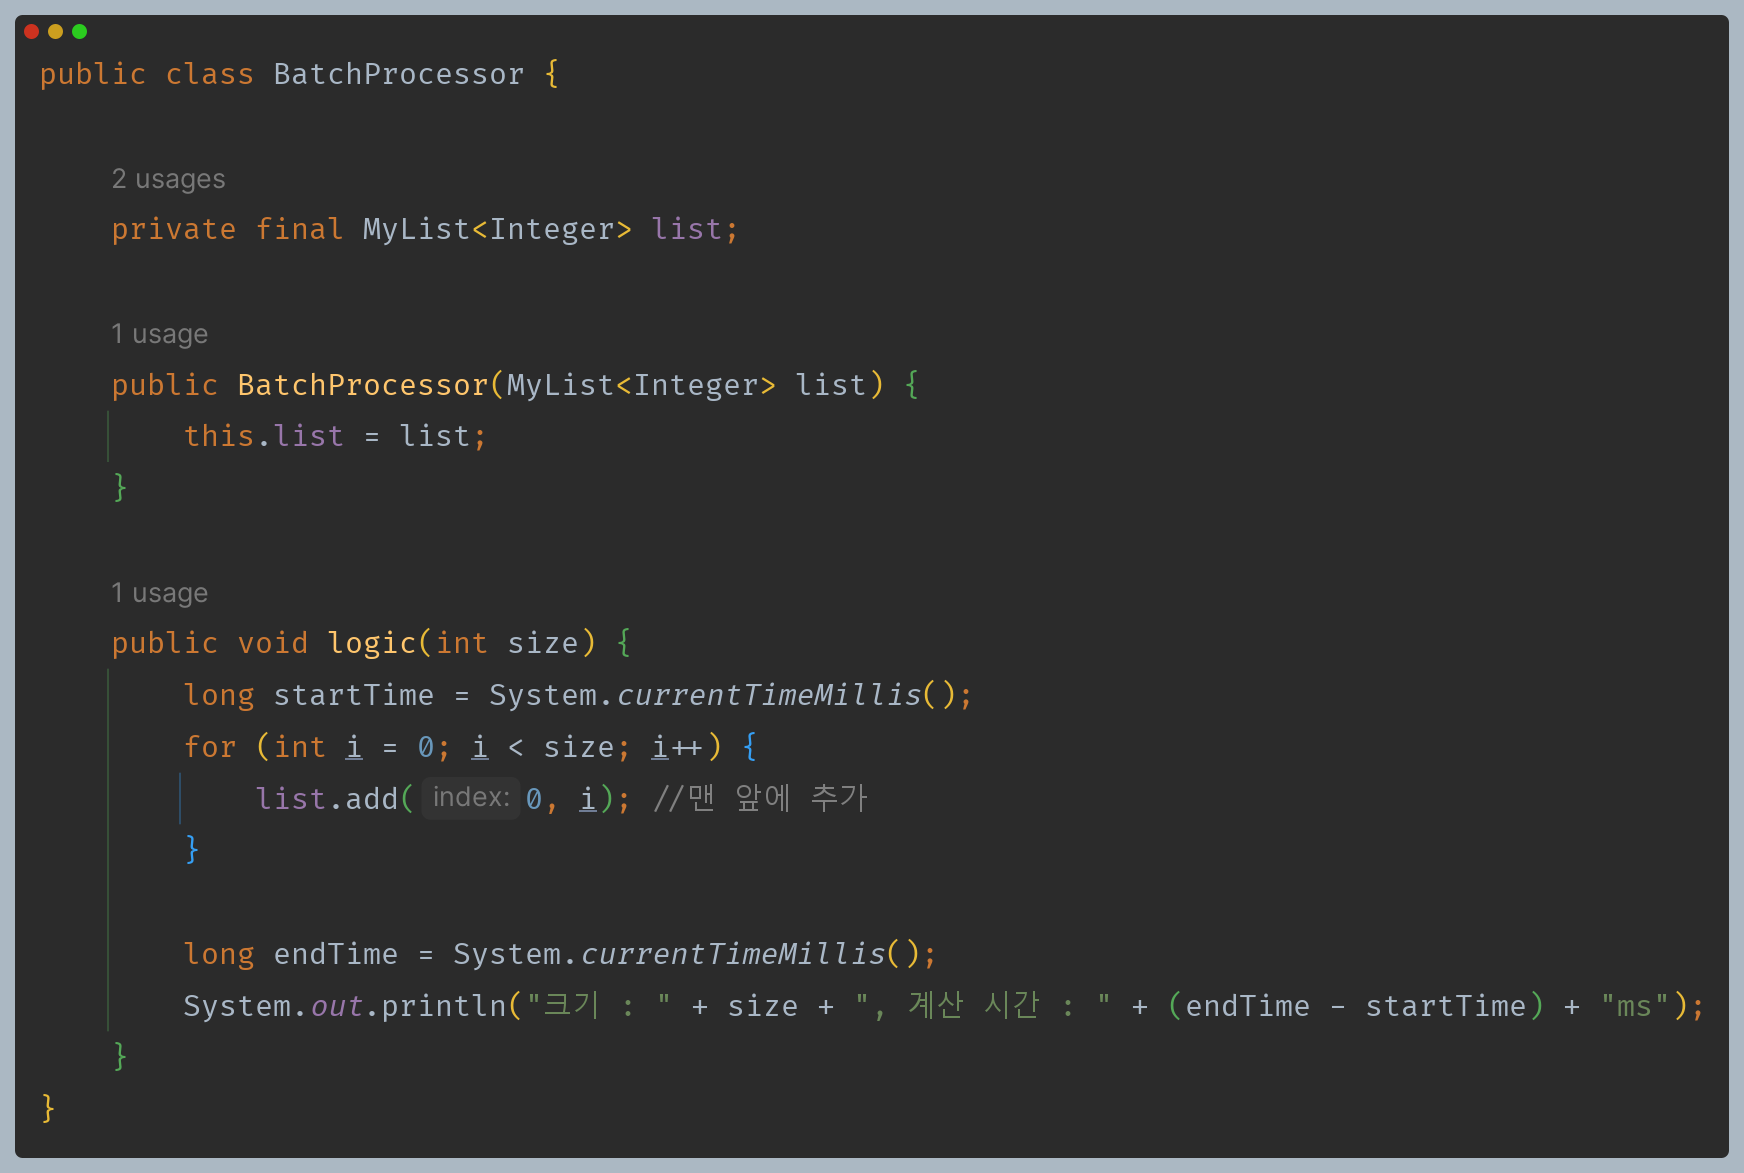 public class BatchProcessor {
2 usages
private final MyList<Integer> list;
1 usage
public BatchProcessor(MyList<Integer> list) {
this.list = list;
}
1 usage
public void logic(int size) {
long startTime = System.currentTimeMillis();
for (int i = 0; i < size; i++) {
list.add( index: 0, i); //맨 앞에 추가
}
long endTime = System.currentTimeMillis();
System.out.println("크기 : " + size + ", 계산 시간 : " + (endTime - startTime) + "ms");
}
}